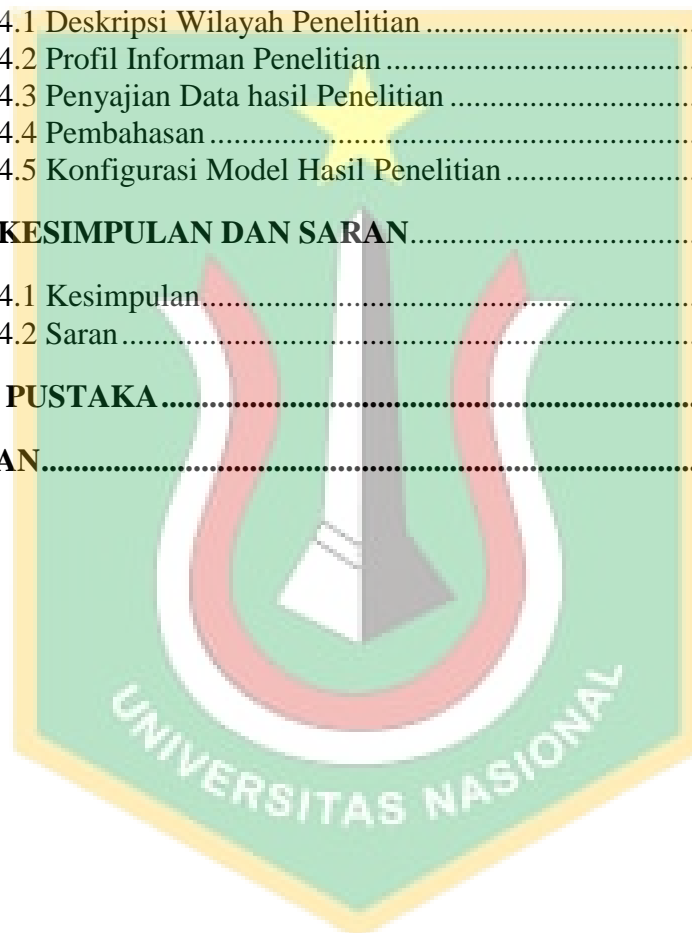 4.1 Deskripsi Wilayah Penelitian........................................
4.2 Profil Informan Penelitian........................................
4.3 Penyajian Data hasil Penelitian........................................
4.4 Pembahasan........................................
4.5 Konfigurasi Model Hasil Penelitian........................................
KESIMPULAN DAN SARAN........................................
4.1 Kesimpulan........................................
4.2 Saran........................................
PUSTAKA........................................
AN........................................
UNIVERSITAS NASIONAL